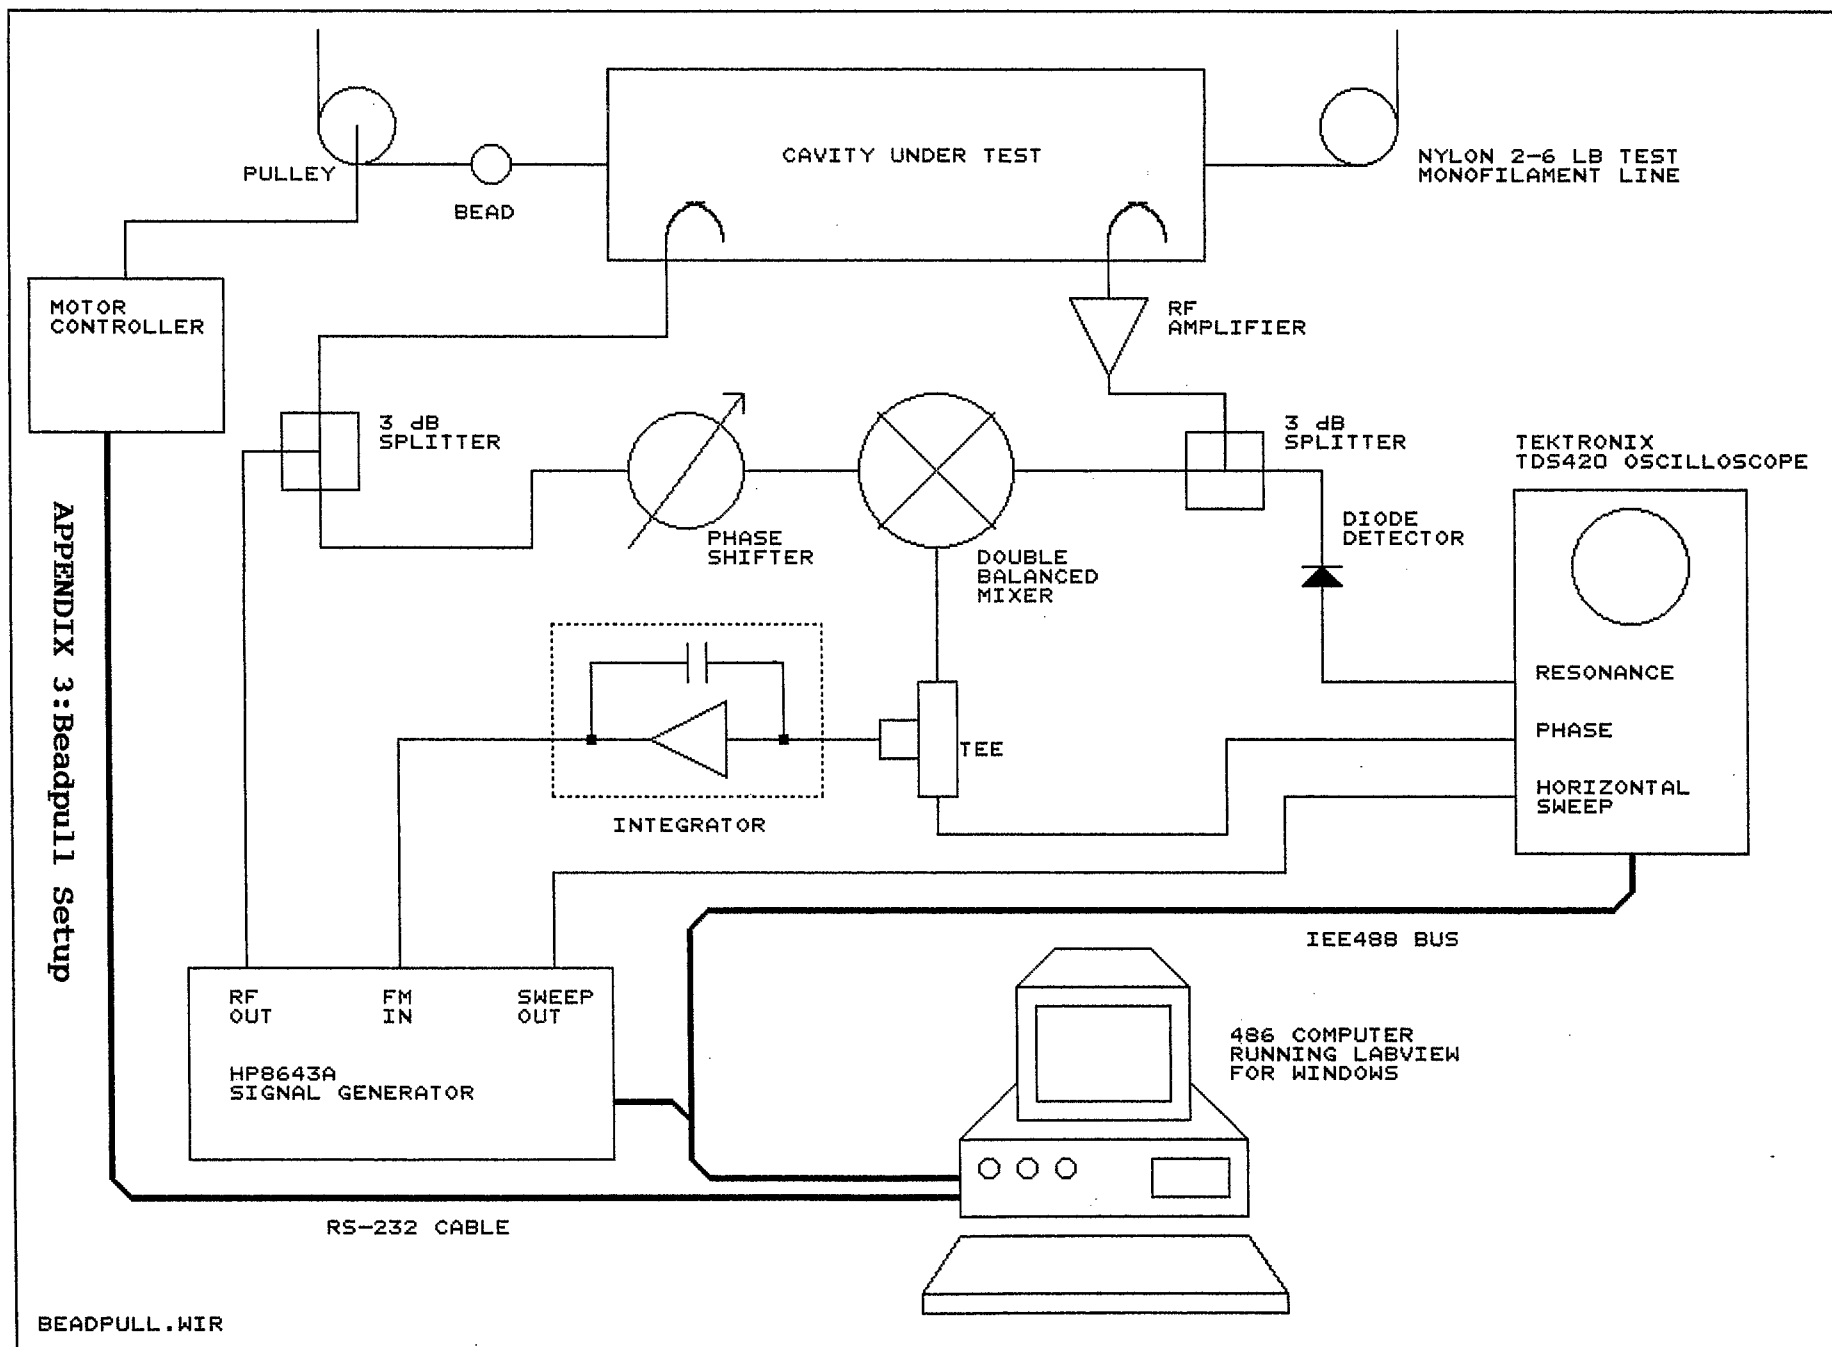 CAVITY UNDER TEST
PULLEY
BEAD
NYLON 2-6 LB TEST
MONOFILAMENT LINE
MOTOR
CONTROLLER
RF
AMPLIFIER
3 dB
SPLITTER
3 dB
SPLITTER
TEKTRONIX
TDS420 OSCILLOSCOPE
PHASE
SHIFTER
DOUBLE
BALANCED
MIXER
DIODE
DETECTOR
RESONANCE
PHASE
HORIZONTAL
SWEEP
TEE
INTEGRATOR
APPENDIX 3:Beadpull Setup
IEE488 BUS
RF
OUT
FM
IN
SWEEP
OUT
HP8643A
SIGNAL GENERATOR
486 COMPUTER
RUNNING LABVIEW
FOR WINDOWS
RS-232 CABLE
BEADPULL.WIR